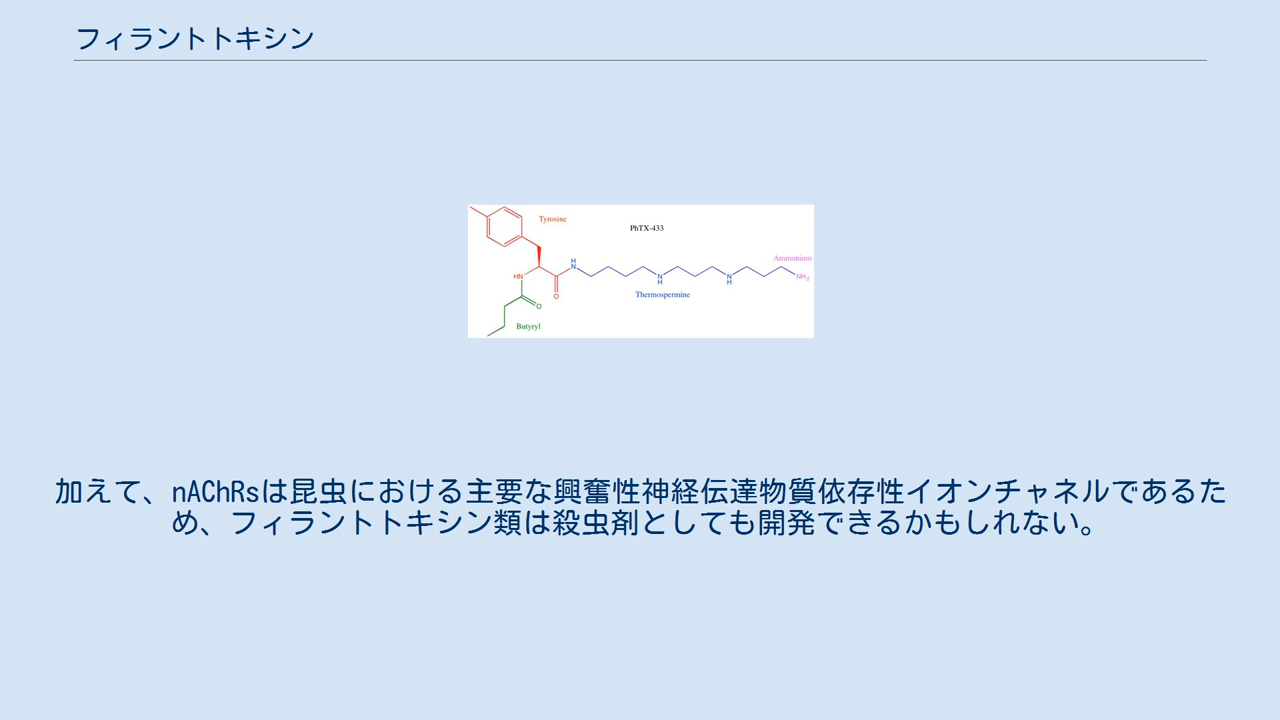 フィラントトキシン
Tyrosine
PhTX-433
Ammonium
H
N
HN
O
N
H
N
H
NH2
Thermospermine
O
Butyryl
加えて、nAChRsは昆虫における主要な興奮性神経伝達物質依存性イオンチャネルであるた
め、フィラントトキシン類は殺虫剤としても開発できるかもしれない。